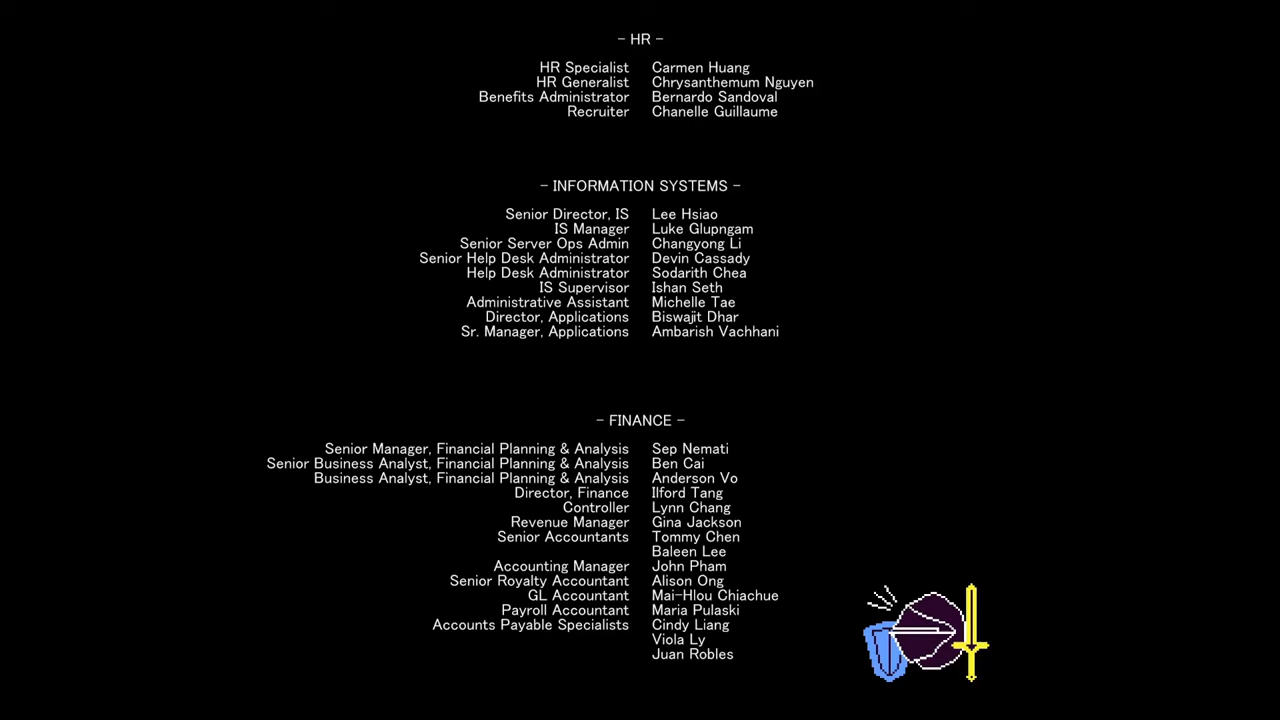 - HR -
HR Specialist Carmen Huang
HR Generalist Chrysanthemum Nguyen
Benefits Administrator Bernardo Sandoval
Recruiter Chanelle Guillaume
- INFORMATION SYSTEMS -
Senior Director, IS Lee Hsiao
IS Manager Luke Glupngam
Senior Server Ops Admin Changyong Li
Senior Help Desk Administrator Devin Cassady
Help Desk Administrator Sodarith Chea
IS Supervisor Ishan Seth
Administrative Assistant Michelle Tae
Director, Applications Biswajit Dhar
Sr. Manager, Applications Ambarish Vachhani
- FINANCE -
Senior Manager, Financial Planning & Analysis Sep Nemati
Senior Business Analyst, Financial Planning & Analysis Ben Cai
Business Analyst, Financial Planning & Analysis Anderson Vo
Director, Finance Ilford Tang
Controller Lynn Chang
Revenue Manager Gina Jackson
Senior Accountants Tommy Chen
Baleen Lee
Accounting Manager John Pham
Senior Royalty Accountant Alison Ong
GL Accountant Mai-Hlou Chiachue
Payroll Accountant Maria Pulaski
Accounts Payable Specialists Cindy Liang
Viola Ly
Juan Robles